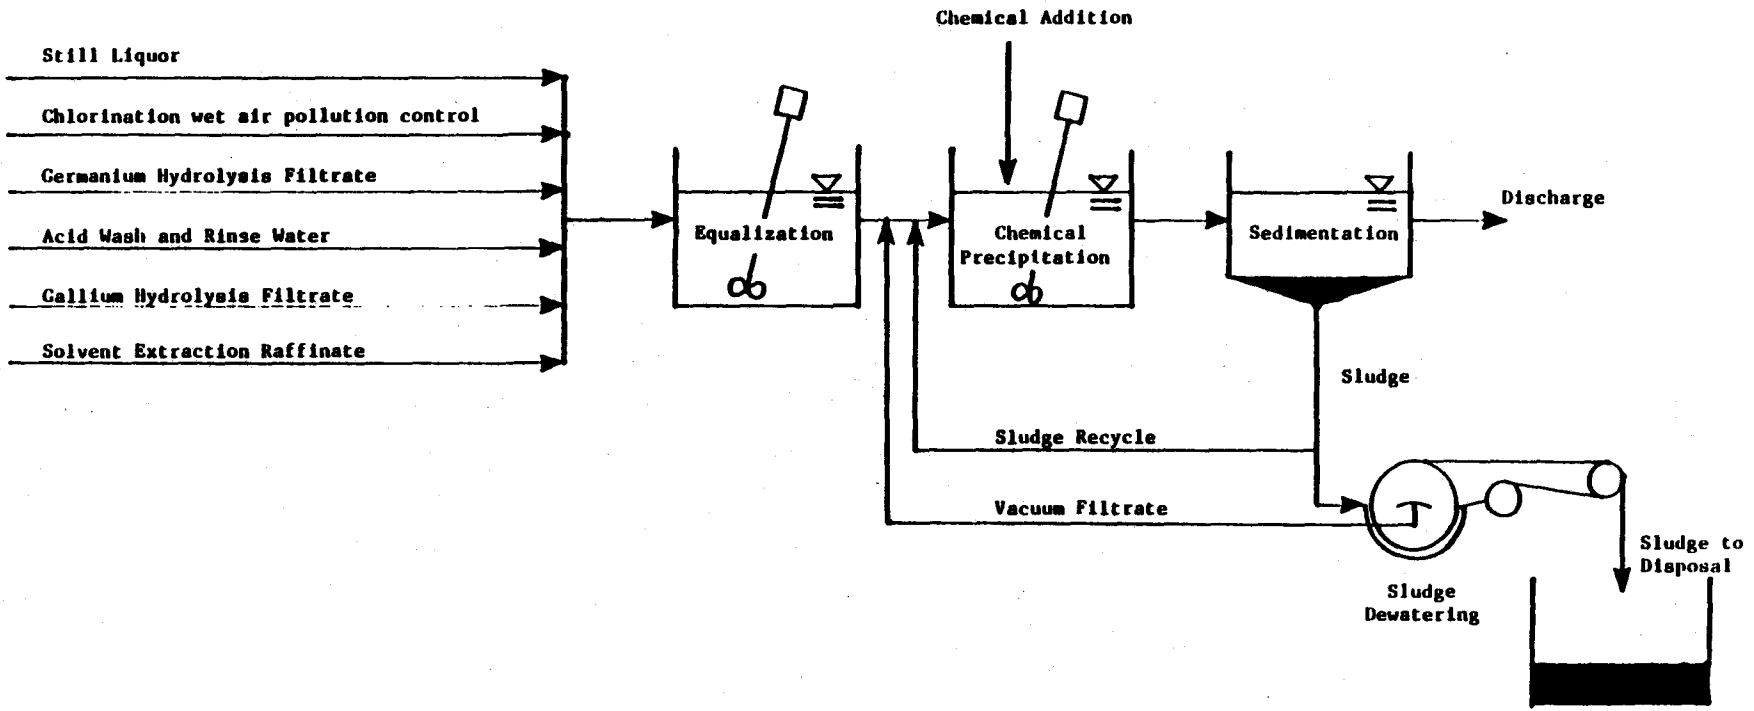 Chemical Addition
Still Liquor
Chlorination wet air pollution control
Germanium Hydrolysis Filtrate
Acid Wash and Rinse Water
Gallium Hydrolysis Filtrate
Solvent Extraction Raffinate
Equalization
Chemical
Precipitation
Sedimentation
Discharge
Sludge
Sludge Recycle
Vacuum Filtrate
Sludge to
Disposal
Sludge
Dewatering